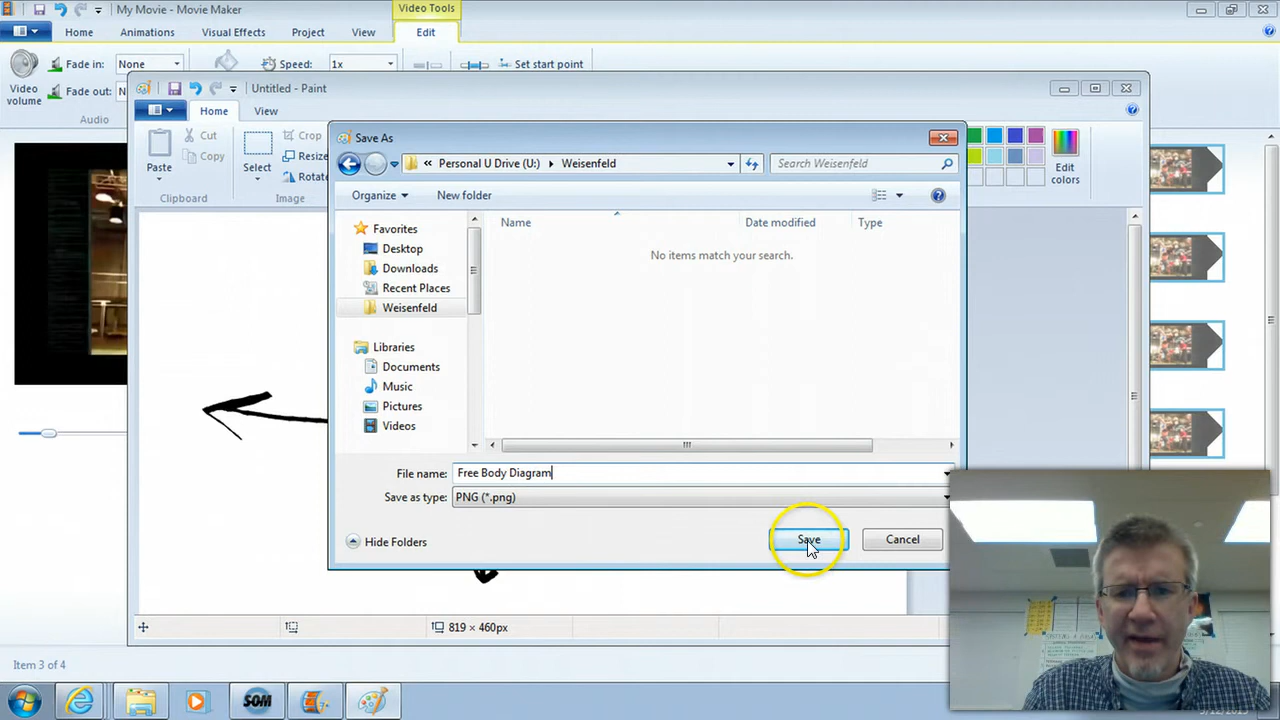 My Movie - Movie Maker
Video Tools
Home Animations Visual Effects Project View Edit
Video volume
Fade in: None
Fade out:
Audio
Speed: 1x
Set start point
Untitled - Paint
Home View
Paste
Cut
Copy
Clipboard
Select
Crop
Resize
Rotate
Image
Edit colors
Save As
« Personal U Drive (U:) Weisenfeld
Search Weisenfeld
Organize New folder
Name Date modified Type
No items match your search.
Favorites
Desktop
Downloads
Recent Places
Weisenfeld
Libraries
Documents
Music
Pictures
Videos
File name: Free Body Diagram
Save as type: PNG (*.png)
Hide Folders
Save Cancel
819 × 460px
Item 3 of 4
SOM